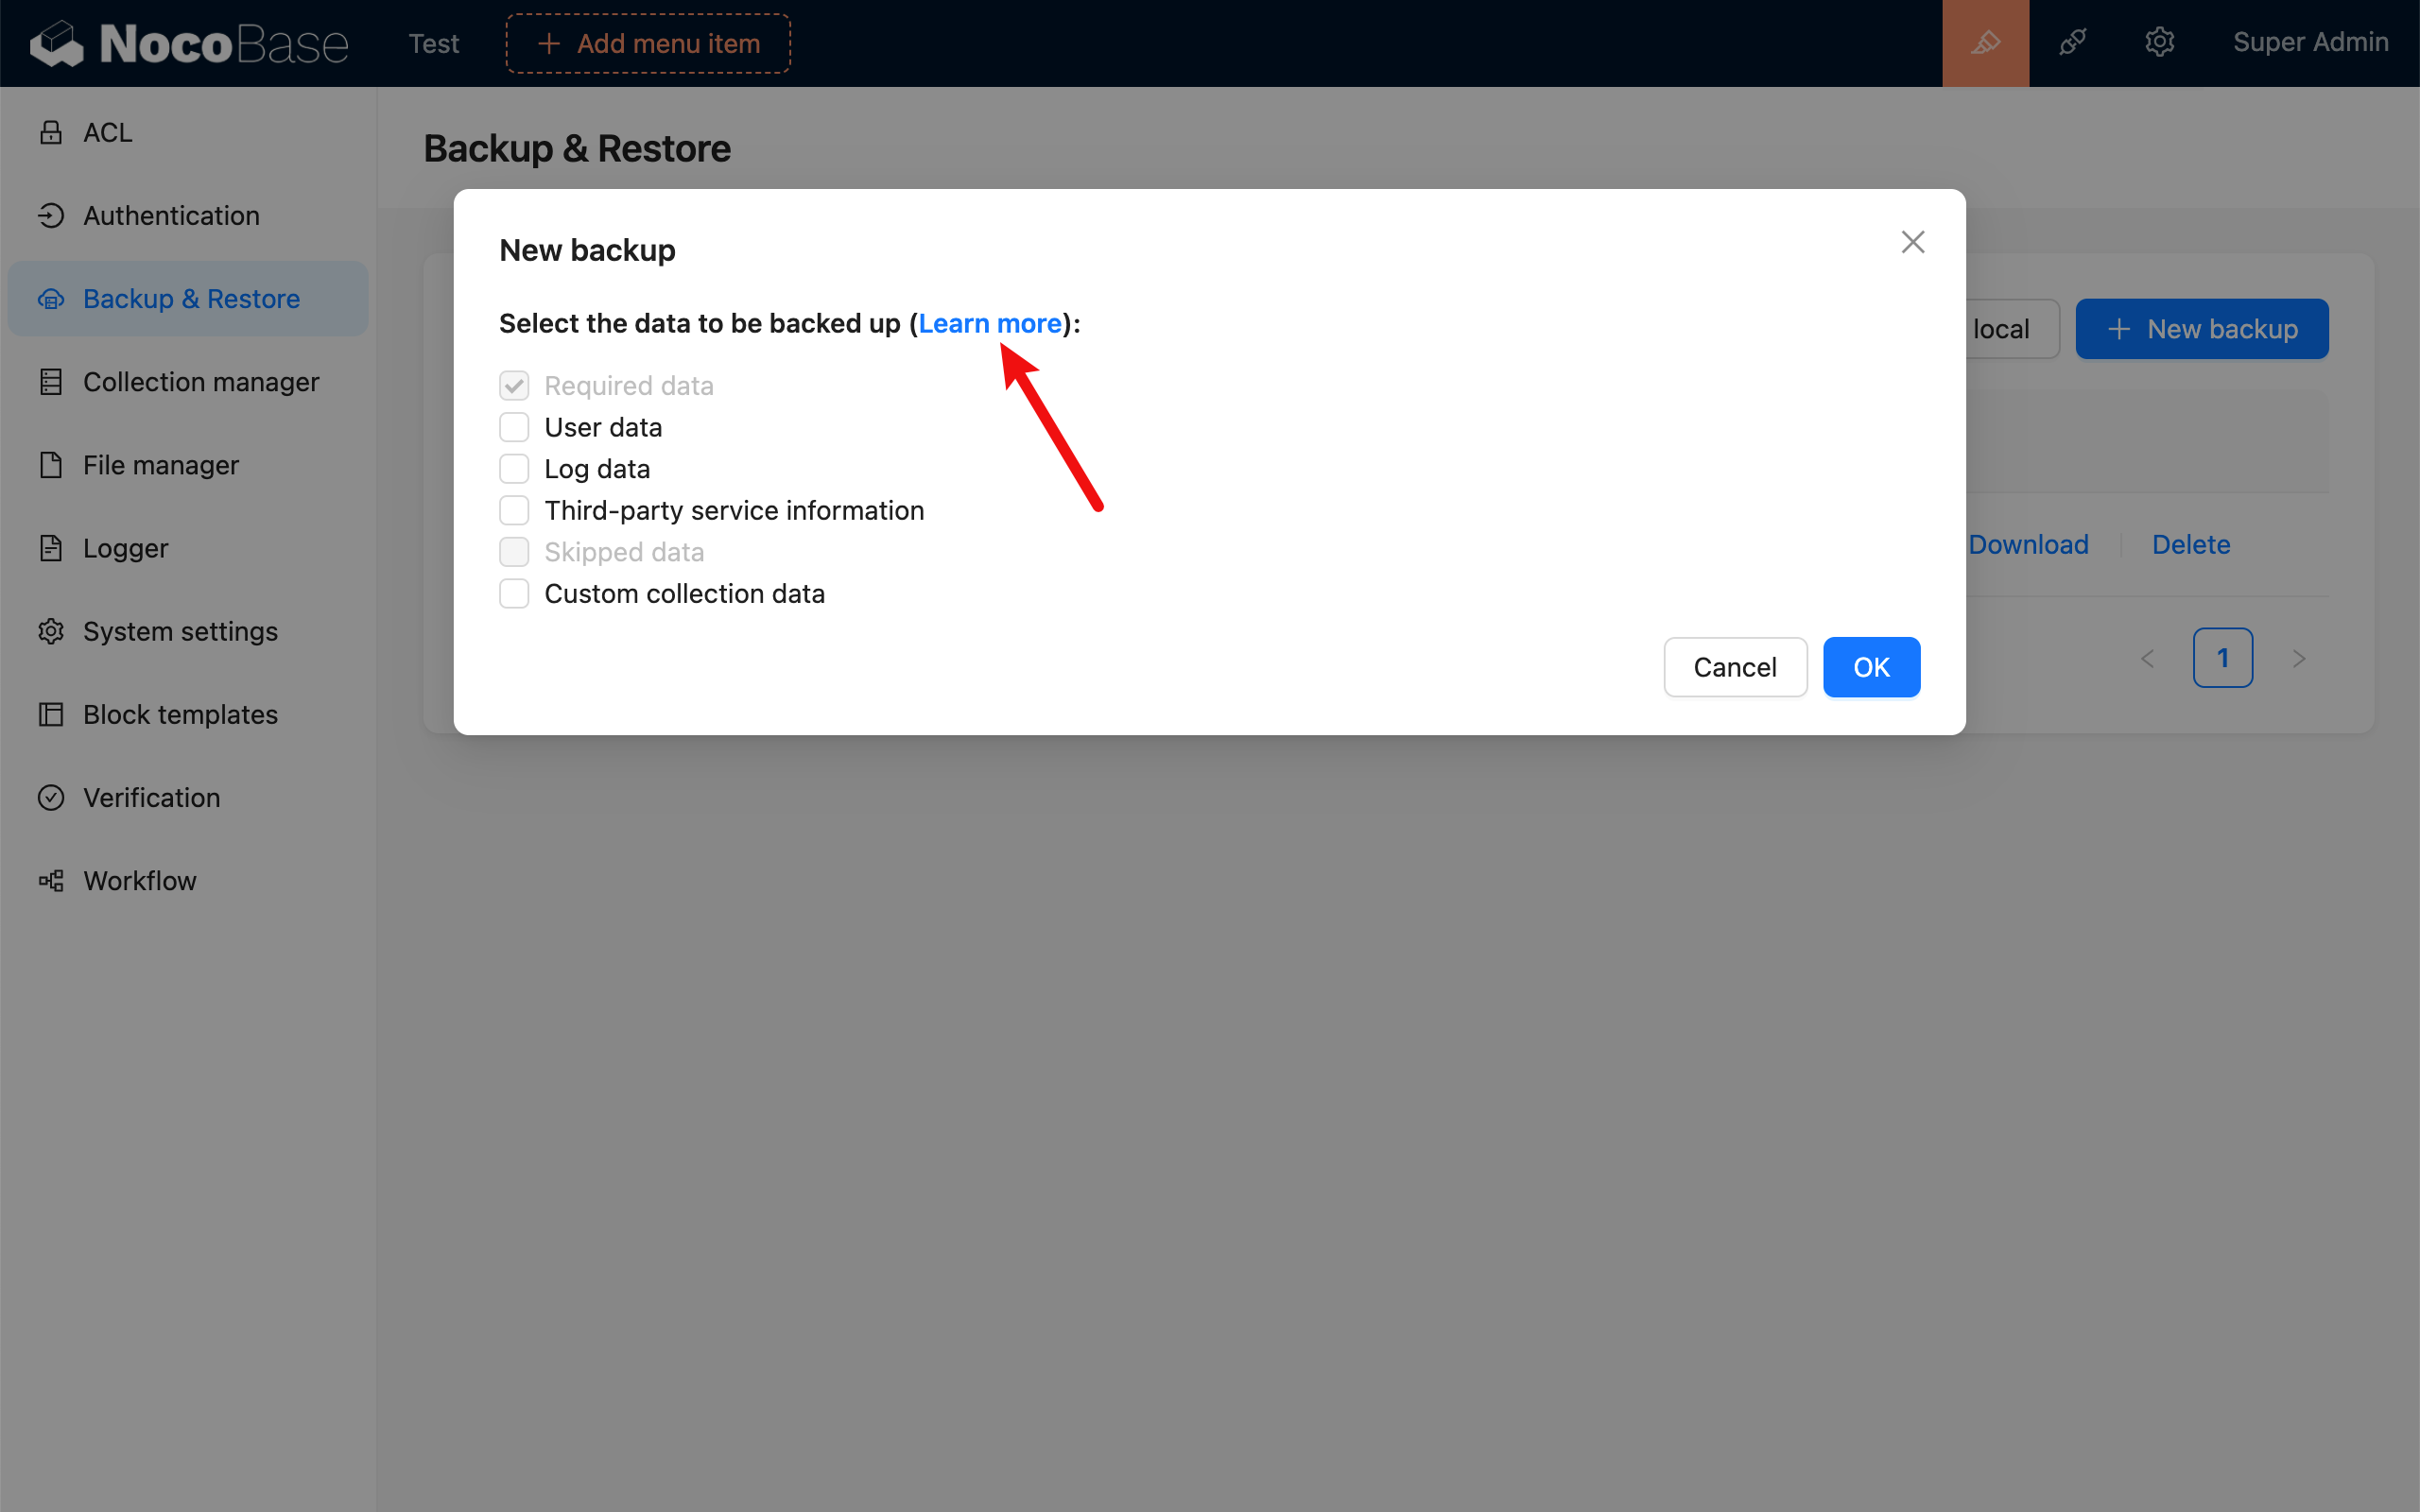 NocoBase Test + Add menu item Super Admin
ACL
Authentication
Backup & Restore
Collection manager
File manager
Logger
System settings
Block templates
Verification
Workflow
Backup & Restore
local + New backup
Download Delete
1
New backup
Select the data to be backed up (Learn more):
Required data
User data
Log data
Third-party service information
Skipped data
Custom collection data
Cancel OK